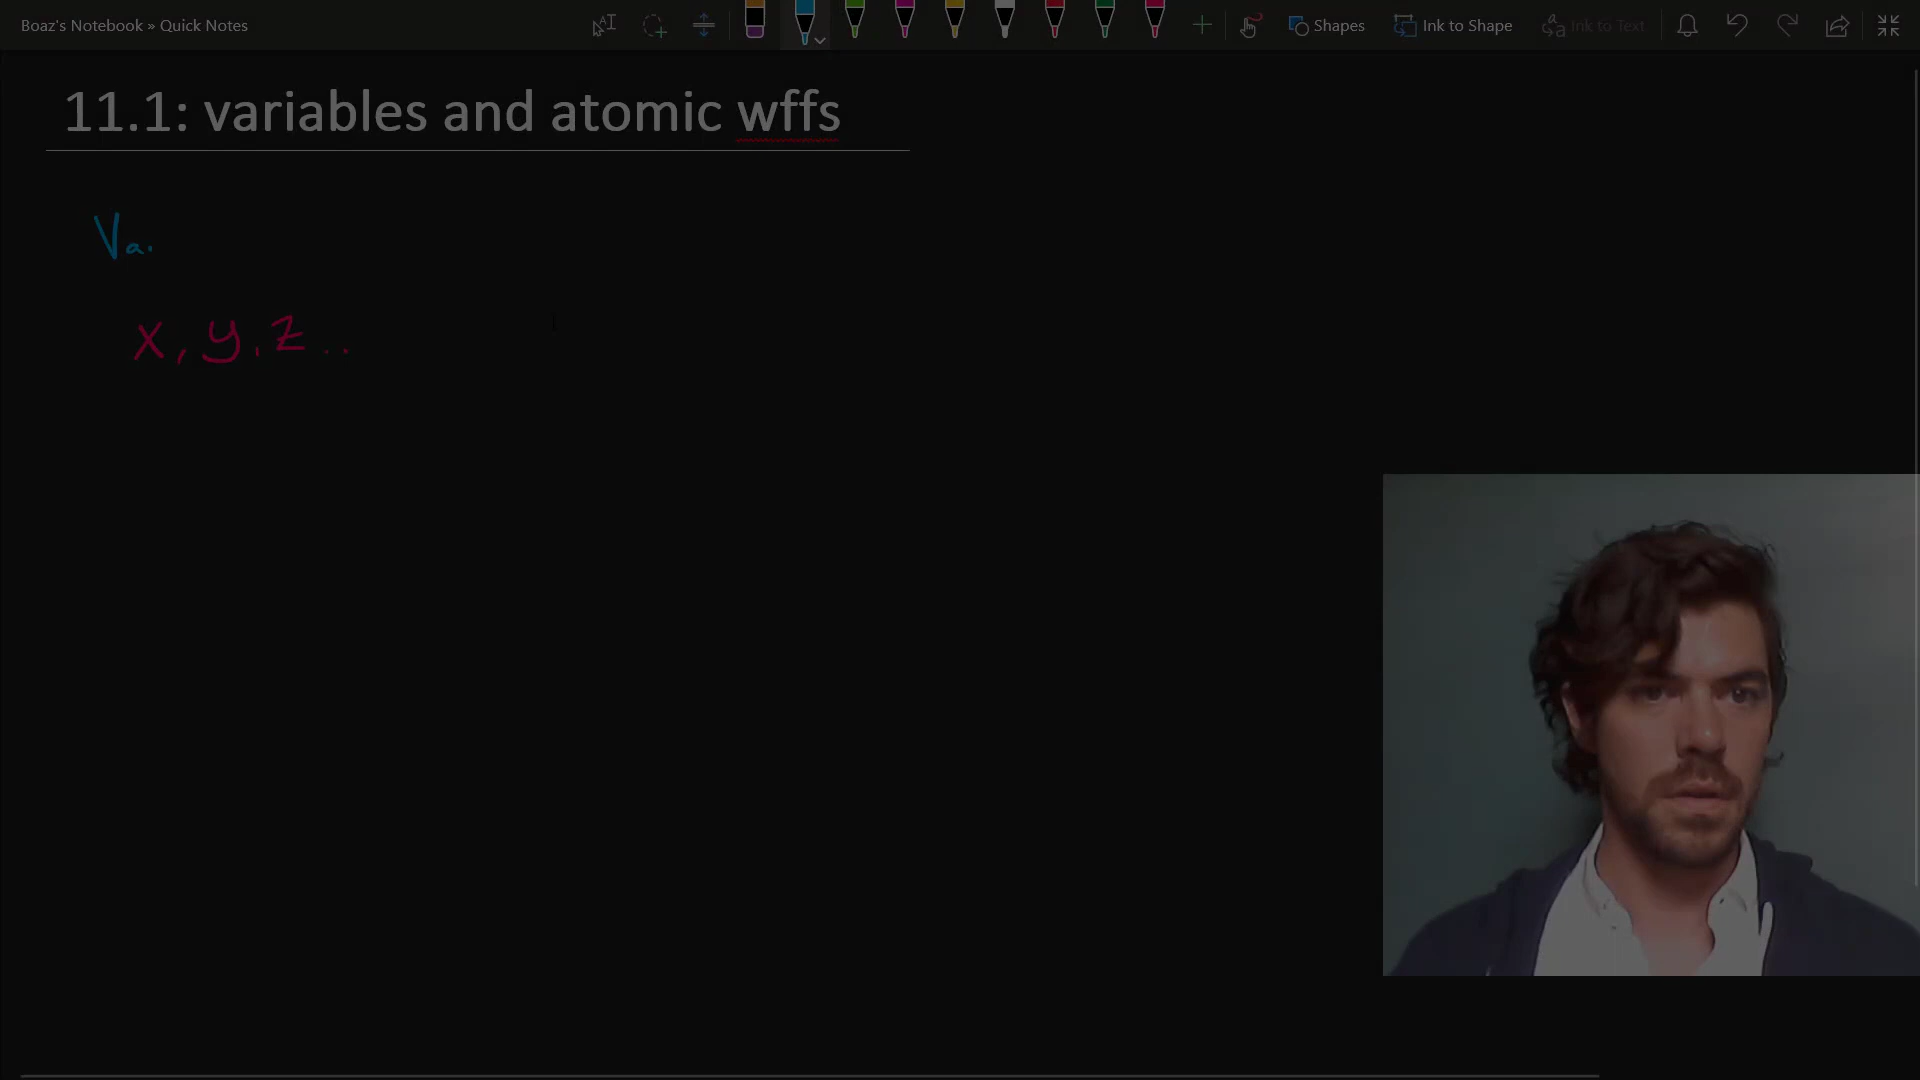 Boaz's Notebook » Quick Notes
Shapes
Ink to Shape
Ink to Text
11.1: variables and atomic wffs
Va.
x, y, z ..